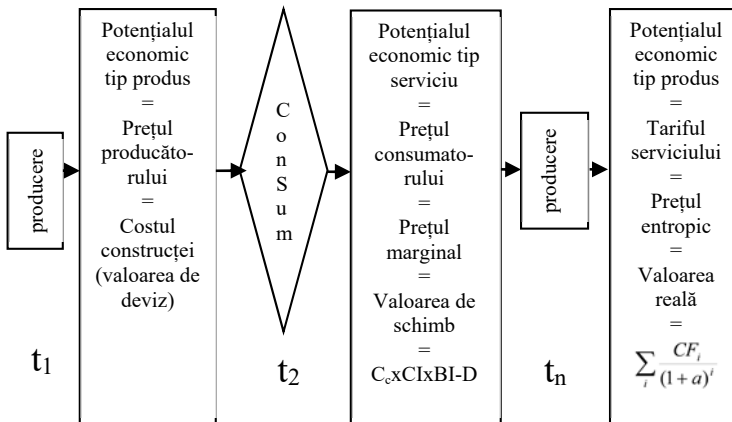 producere
Potențialul
economic
tip produs
=
Prețul
producăto-
rului
=
Costul
construcței
(valoarea de
deviz)
t₁
C
o
n
S
u
m
t₂
Potențialul
economic tip
serviciu
=
Prețul
consumato-
rului
=
Prețul
marginal
=
Valoarea de
schimb
=
C꜀xCIxBI-D
producere
tₙ
Potențialul
economic
tip produs
=
Tariful
serviciului
=
Prețul
entropic
=
Valoarea
reală
=
∑ᵢ CFᵢ/(1+a)ⁱ